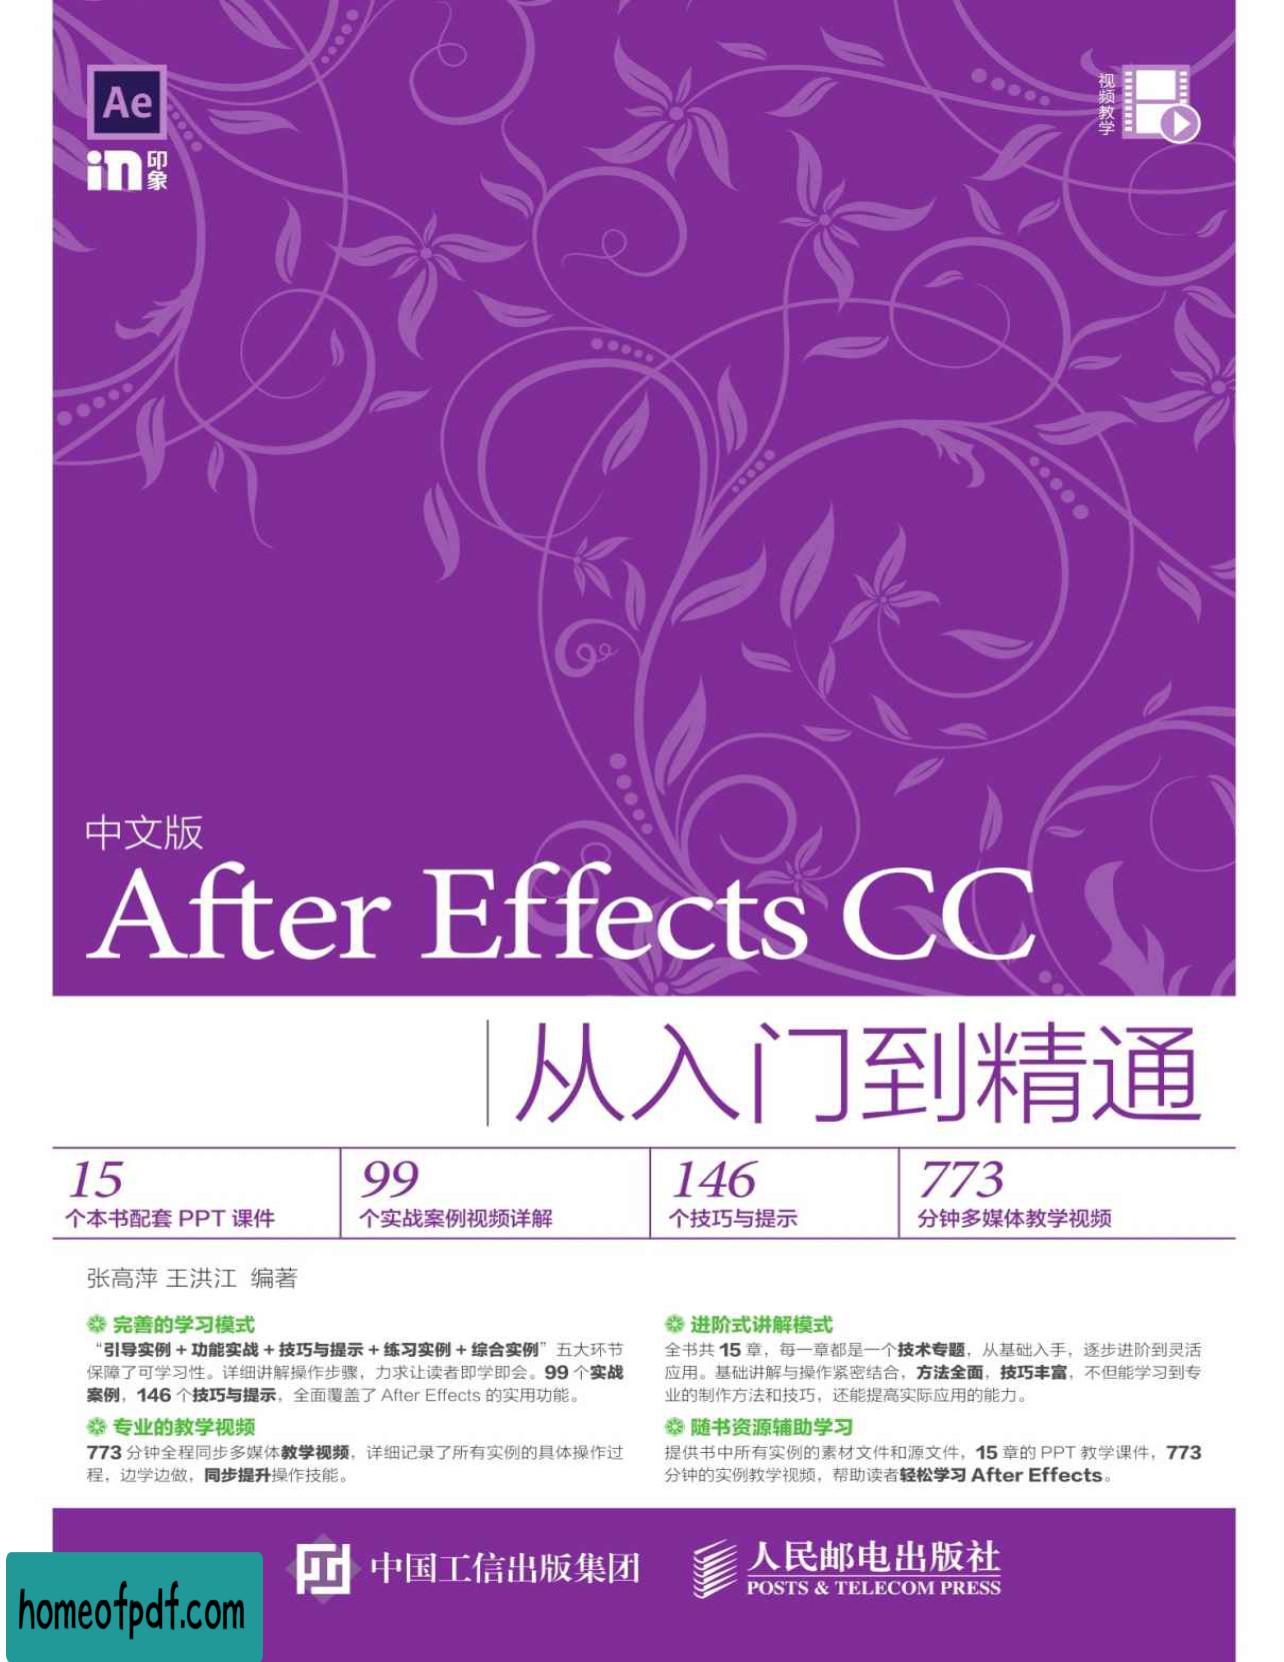 Ae
in印象
视频教学
中文版
After Effects CC
从入门到精通
15
个本书配套 PPT 课件
99
个实战案例视频详解
146
个技巧与提示
773
分钟多媒体教学视频
张高萍 王洪江 编著
完善的学习模式
“引导实例 + 功能实战 + 技巧与提示 + 练习实例 + 综合实例”五大环节
保障了可学习性。详细讲解操作步骤，力求让读者即学即会。99 个实战
案例，146 个技巧与提示，全面覆盖了 After Effects 的实用功能。
专业的教学视频
773 分钟全程同步多媒体教学视频，详细记录了所有实例的具体操作过
程，边学边做，同步提升操作技能。
进阶式讲解模式
全书共 15 章，每一章都是一个技术专题，从基础入手，逐步进阶到灵活
应用。基础讲解与操作紧密结合，方法全面，技巧丰富，不但能学习到专
业的制作方法和技巧，还能提高实际应用的能力。
随书资源辅助学习
提供书中所有实例的素材文件和源文件，15 章的 PPT 教学课件，773
分钟的实例教学视频，帮助读者轻松学习 After Effects。
中国工信出版集团
人民邮电出版社
POSTS & TELECOM PRESS
homeofpdf.com